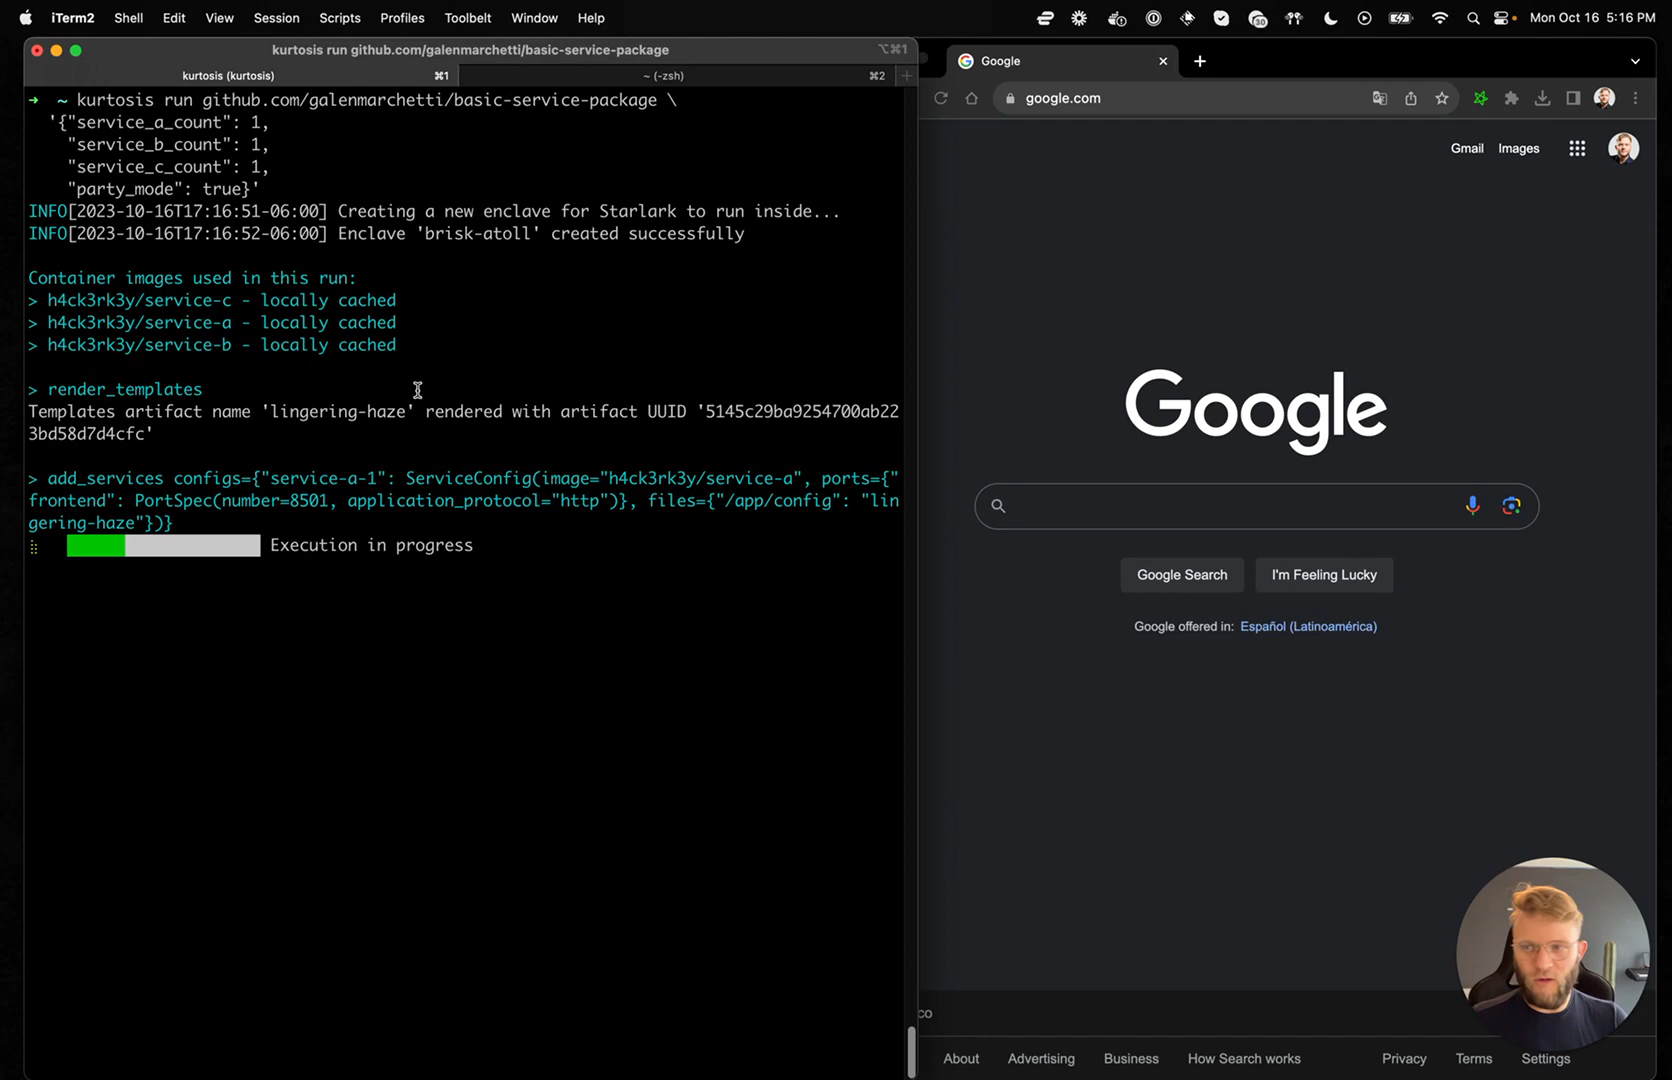 iTerm2 Shell Edit View Session Scripts Profiles Toolbelt Window Help
30
Mon Oct 16 5:16 PM
kurtosis run github.com/galenmarchetti/basic-service-package
⌥⌘1
kurtosis (kurtosis) ⌘1
~ (-zsh) ⌘2
+
→ ~ kurtosis run github.com/galenmarchetti/basic-service-package \
'{"service_a_count": 1,
"service_b_count": 1,
"service_c_count": 1,
"party_mode": true}'
INFO[2023-10-16T17:16:51-06:00] Creating a new enclave for Starlark to run inside...
INFO[2023-10-16T17:16:52-06:00] Enclave 'brisk-atoll' created successfully
Container images used in this run:
> h4ck3rk3y/service-c - locally cached
> h4ck3rk3y/service-a - locally cached
> h4ck3rk3y/service-b - locally cached
> render_templates
Templates artifact name 'lingering-haze' rendered with artifact UUID '5145c29ba9254700ab22
3bd58d7d4cfc'
> add_services configs={"service-a-1": ServiceConfig(image="h4ck3rk3y/service-a", ports={"
frontend": PortSpec(number=8501, application_protocol="http")}, files={"/app/config": "lin
gering-haze"})}
Execution in progress
Google
google.com
Gmail Images
Google
Google Search I'm Feeling Lucky
Google offered in: Español (Latinoamérica)
co
About Advertising Business How Search works Privacy Terms Settings